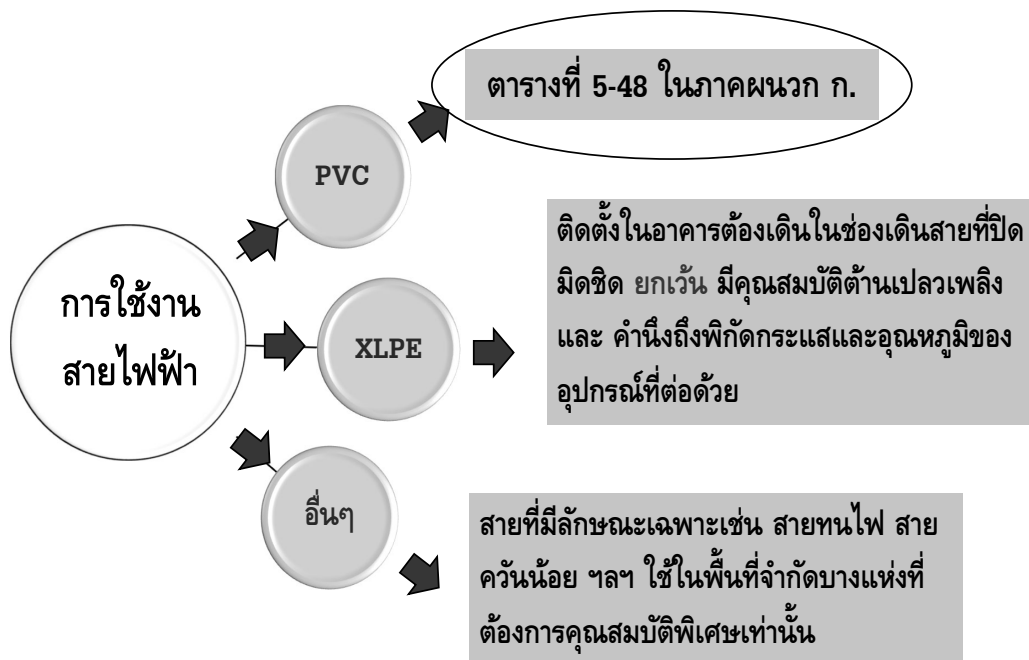 การใช้งาน
สายไฟฟ้า
PVC
ตารางที่ 5-48 ในภาคผนวก ก.
XLPE
ติดตั้งในอาคารต้องเดินในช่องเดินสายที่ปิด
มิดชิด ยกเว้น มีคุณสมบัติต้านเปลวเพลิง
และ คำนึงถึงพิกัดกระแสและอุณหภูมิของ
อุปกรณ์ที่ต่อด้วย
อื่นๆ
สายที่มีลักษณะเฉพาะเช่น สายทนไฟ สาย
ควันน้อย ฯลฯ ใช้ในพื้นที่จำกัดบางแห่งที่
ต้องการคุณสมบัติพิเศษเท่านั้น